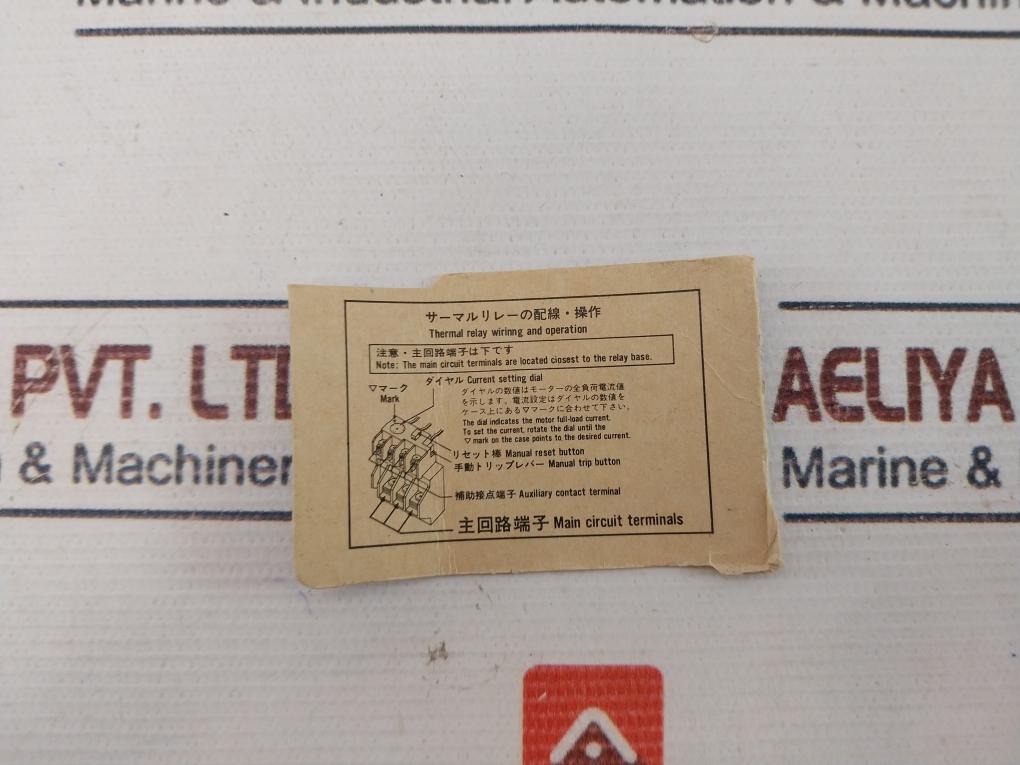 Marine & Industrial Automation & Machin
サーマルリレーの配線・操作
Thermal relay wirinng and operation
注意・主回路端子は下です
Note: The main circuit terminals are located ciosest to the relay base.
ダイヤル Current setting dial
▽マーク
Mark
ダイヤルの数値はモーターの全負荷電流値
を示します。電流設定はダイヤルの数値を
ケース上にある▽マークに合わせて下さい。
The dial indicates the motor full-load current.
To set the current, rotate the dial until the
▽ mark on the case points to the desired current.
リセット棒 Manual reset button
手動トリップレバー Manual trip button
補助接点端子 Auxiliary contact terminal
主回路端子 Main circuit terminals
PVT. LT
AELIYA
& Machiner
Marine &